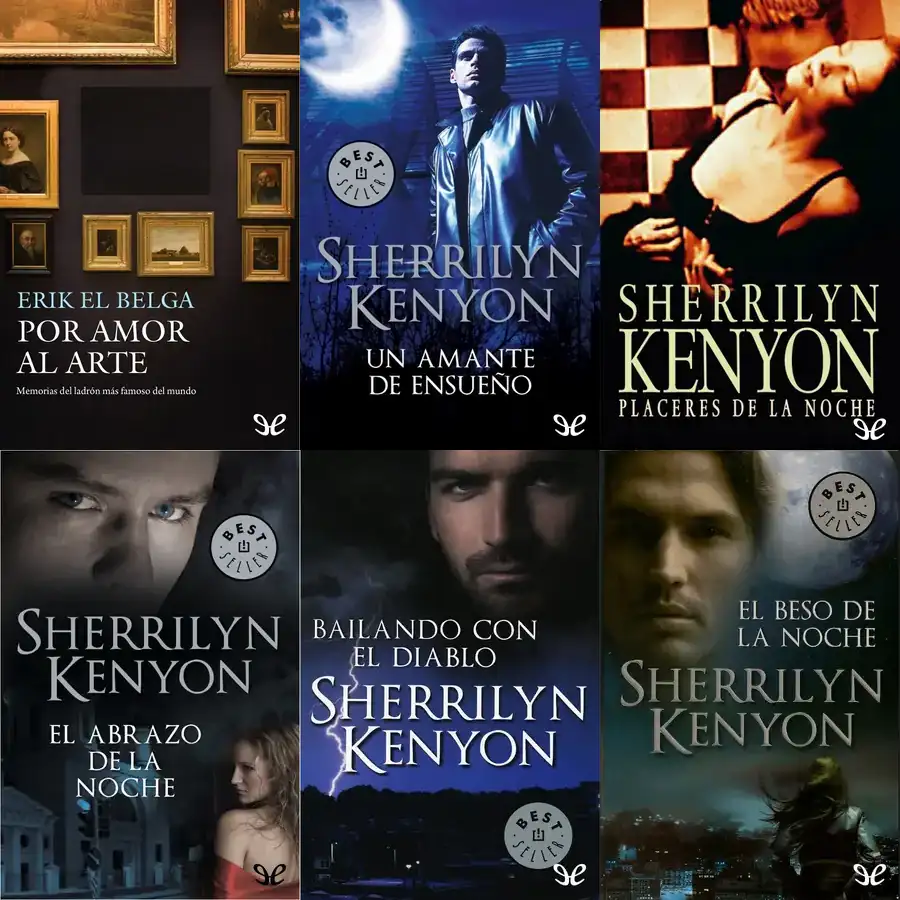 ERIK EL BELGA
POR AMOR
AL ARTE
Memorias del ladrón más famoso del mundo
BEST
SELLER
SHERRILYN
KENYON
UN AMANTE
DE ENSUEÑO
SHERRILYN
KENYON
PLACERES DE LA NOCHE
BEST
SELLER
SHERRILYN
KENYON
EL ABRAZO
DE LA
NOCHE
BAILANDO CON
EL DIABLO
SHERRILYN
KENYON
BEST
SELLER
BEST
SELLER
EL BESO DE
LA NOCHE
SHERRILYN
KENYON